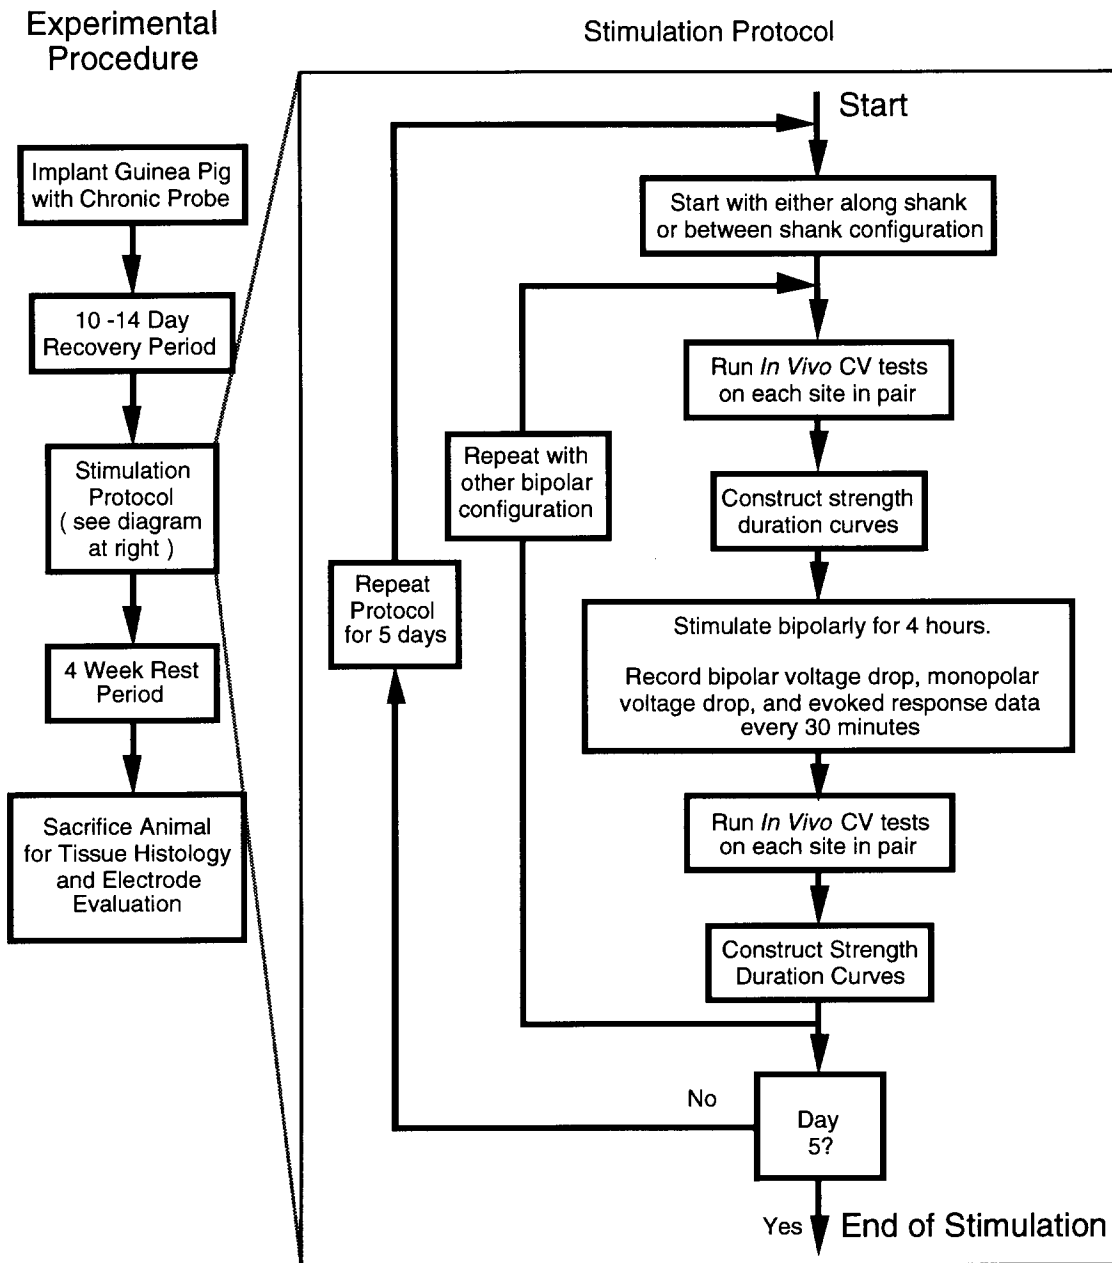 Experimental
Procedure
Implant Guinea Pig
with Chronic Probe
10 -14 Day
Recovery Period
Stimulation
Protocol
( see diagram
at right )
4 Week Rest
Period
Sacrifice Animal
for Tissue Histology
and Electrode
Evaluation
Stimulation Protocol
Start
Start with either along shank
or between shank configuration
Run In Vivo CV tests
on each site in pair
Construct strength
duration curves
Stimulate bipolarly for 4 hours.
Record bipolar voltage drop, monopolar
voltage drop, and evoked response data
every 30 minutes
Run In Vivo CV tests
on each site in pair
Construct Strength
Duration Curves
Repeat with
other bipolar
configuration
Day
5?
No
Repeat
Protocol
for 5 days
Yes
End of Stimulation